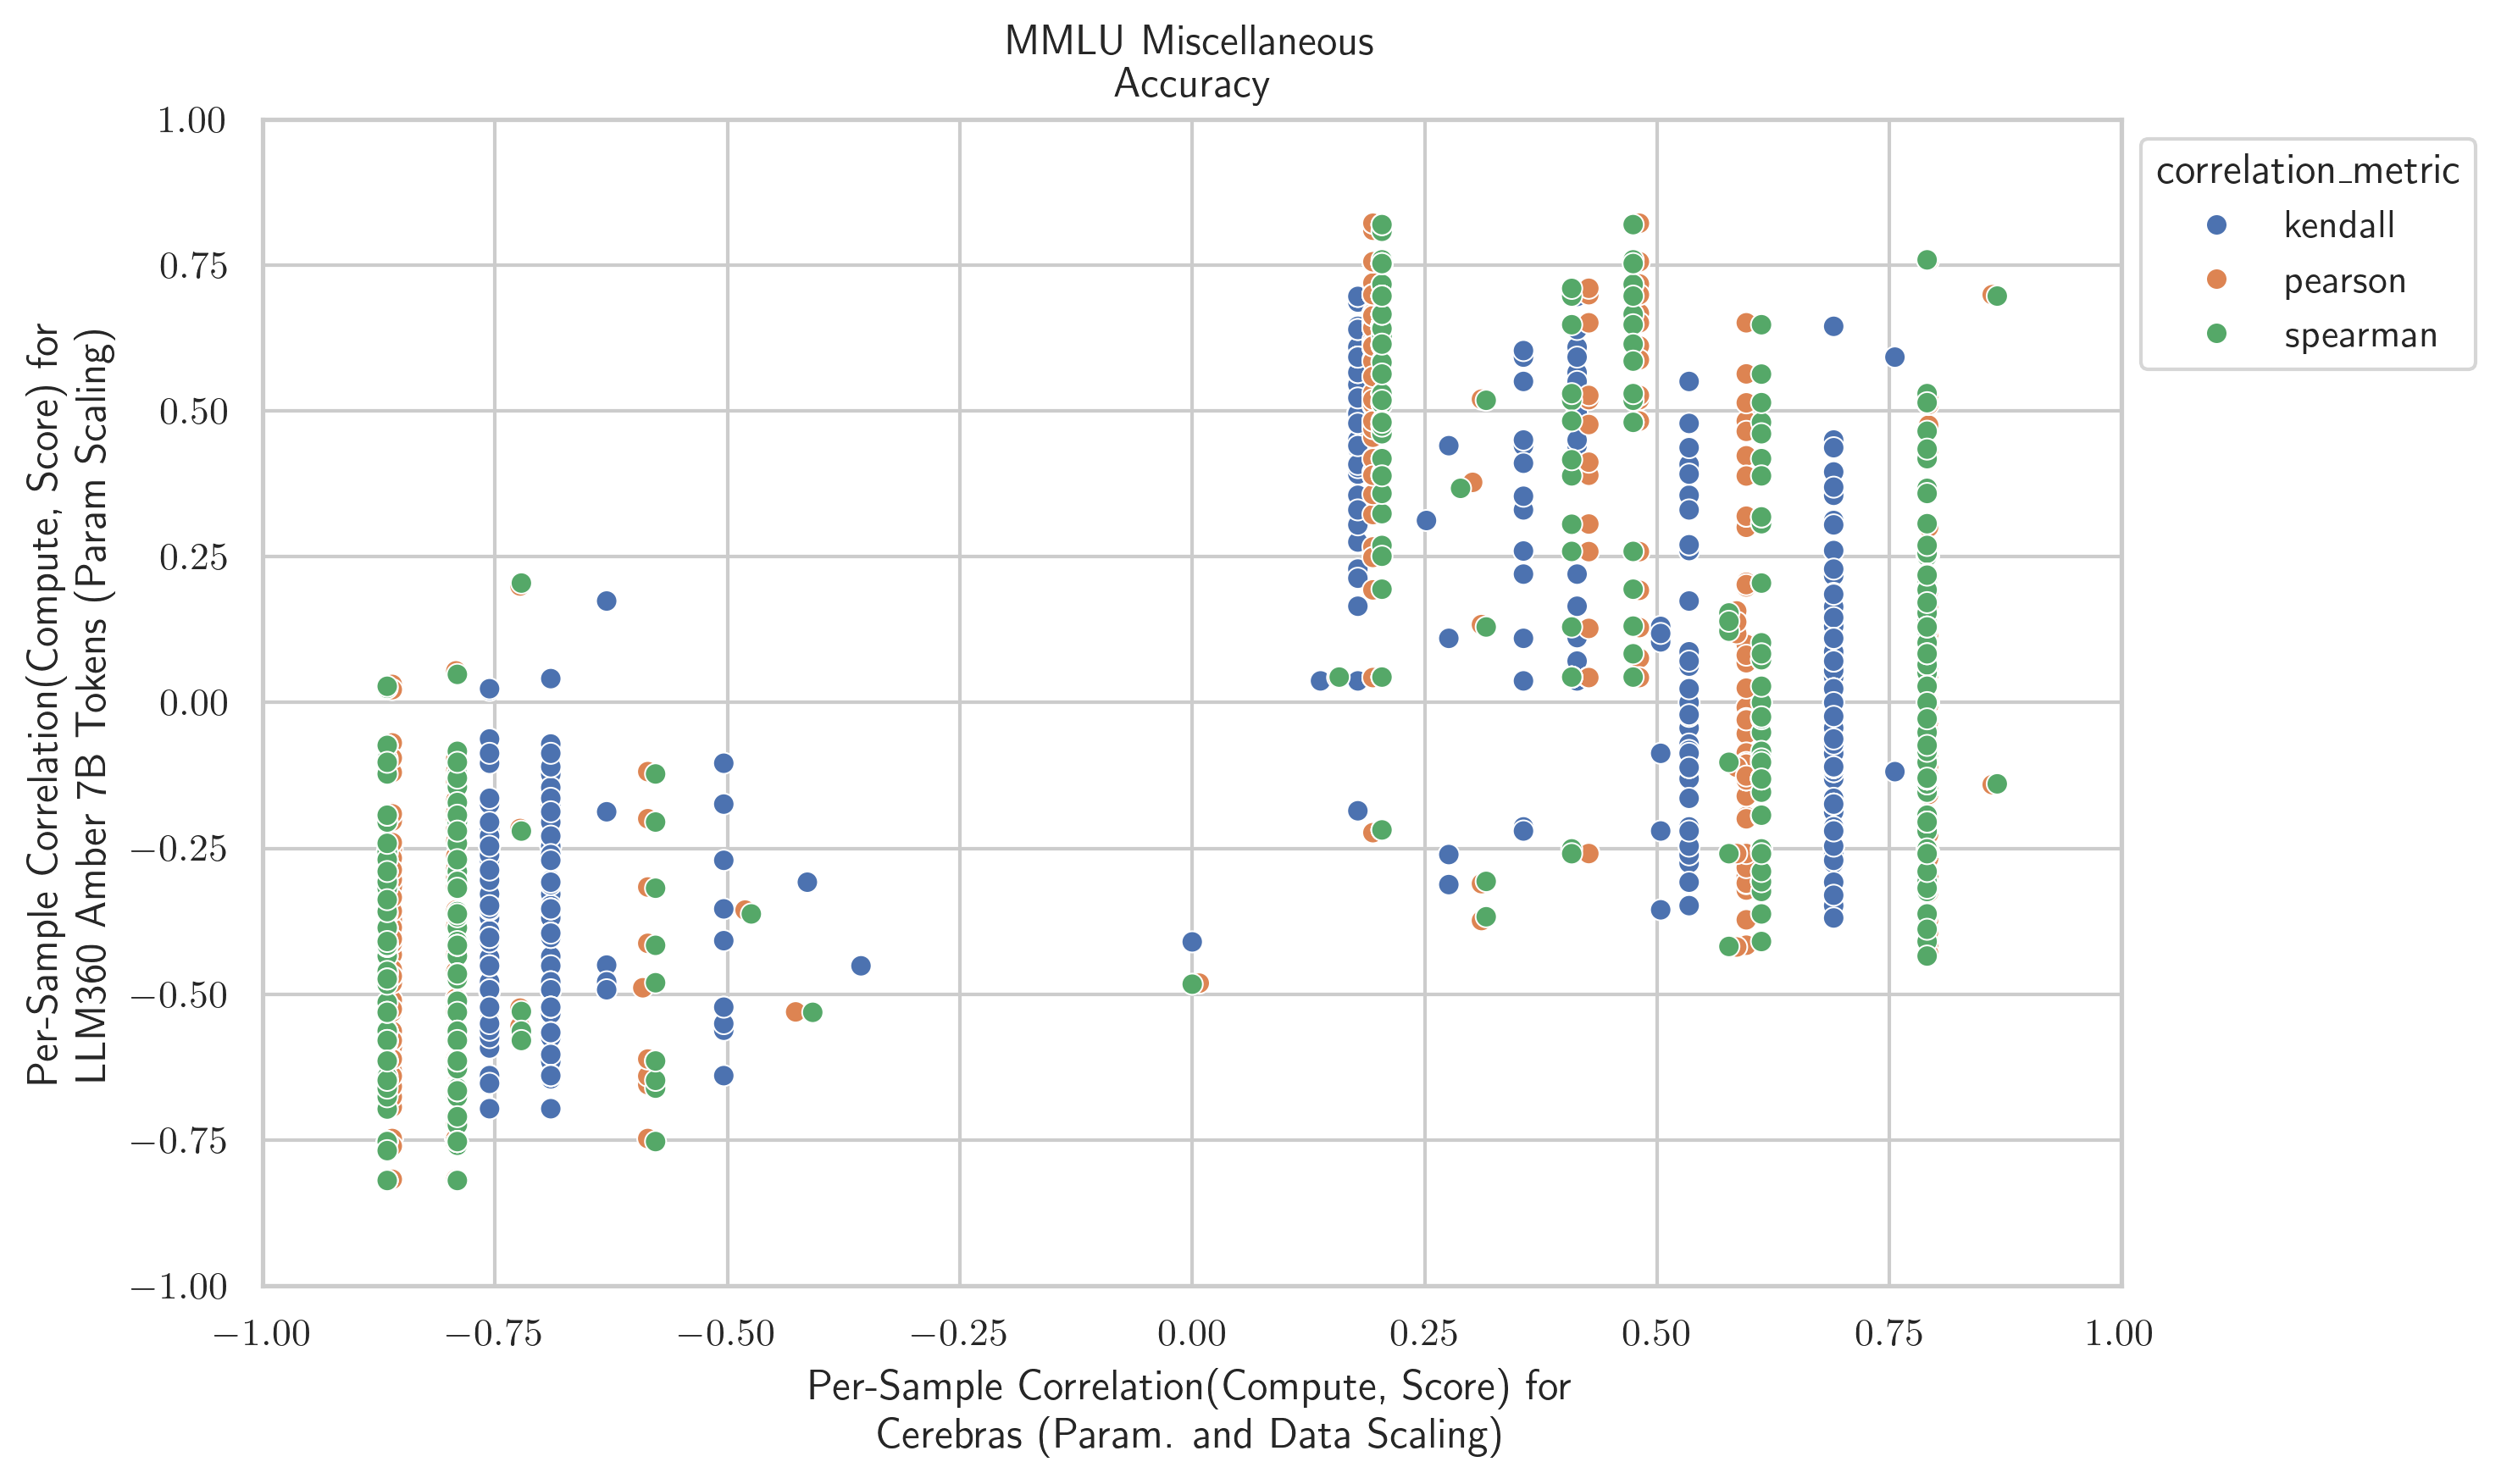 MMLU Miscellaneous
Accuracy
Per-Sample Correlation(Compute, Score) for
LLM360 Amber 7B Tokens (Param Scaling)
1.00
0.75
0.50
0.25
0.00
−0.25
−0.50
−0.75
−1.00
−1.00 −0.75 −0.50 −0.25 0.00 0.25 0.50 0.75 1.00
Per-Sample Correlation(Compute, Score) for
Cerebras (Param. and Data Scaling)
correlation_metric
kendall
pearson
spearman